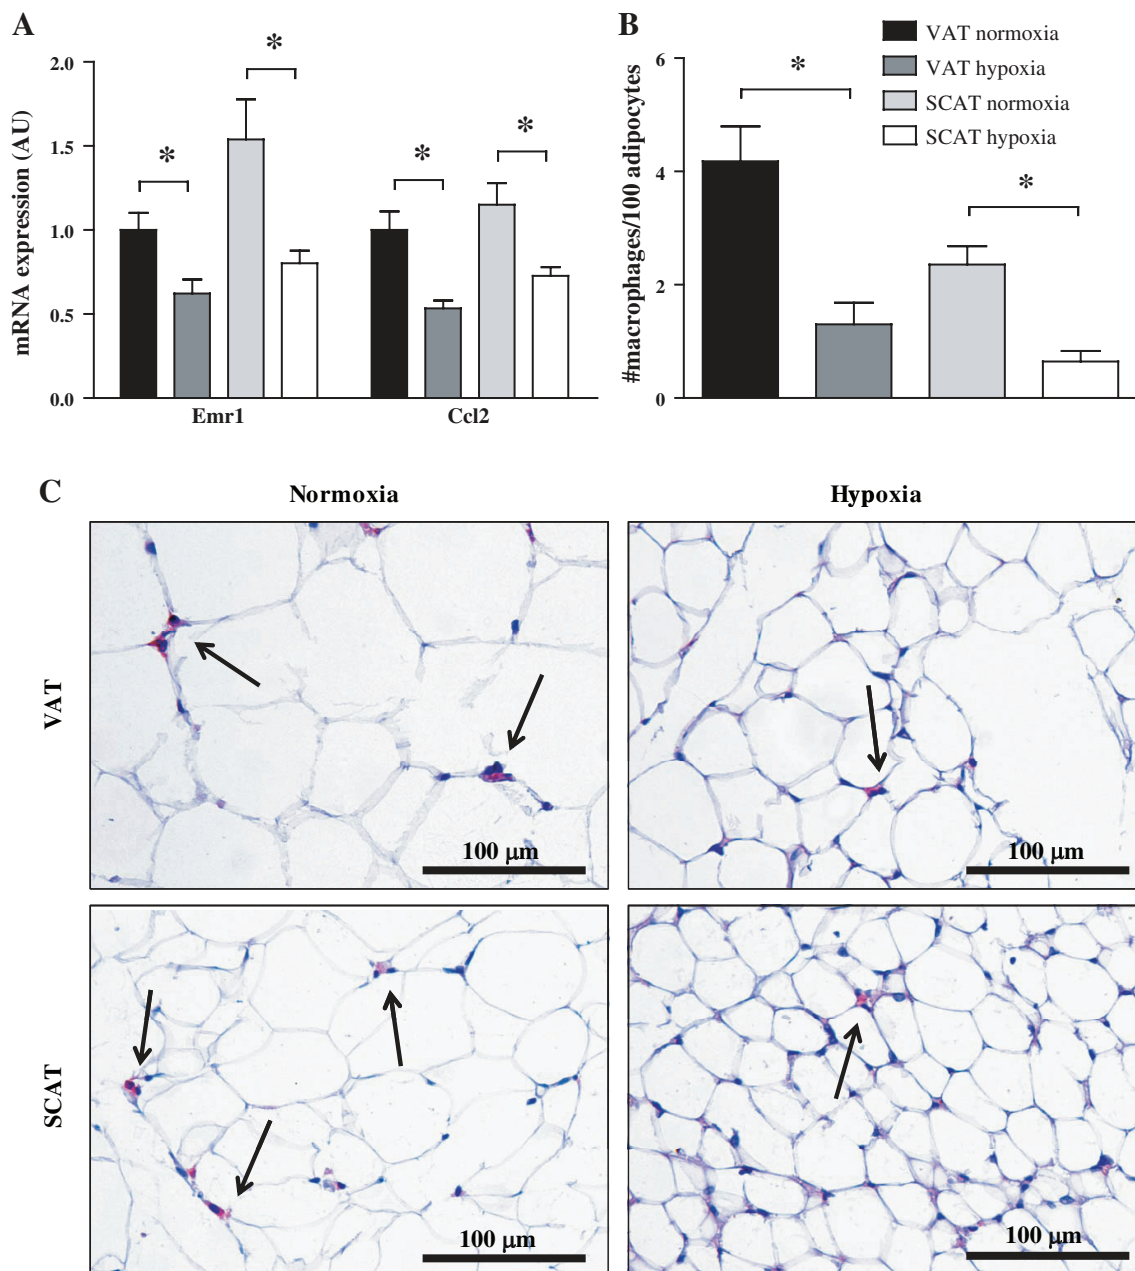 A
mRNA expression (AU)
2.0
1.5
1.0
0.5
0.0
*
*
*
*
Emr1
Ccl2
B
#macrophages/100 adipocytes
6
4
2
0
*
*
VAT normoxia
VAT hypoxia
SCAT normoxia
SCAT hypoxia
C
Normoxia
Hypoxia
VAT
100 µm
100 µm
SCAT
100 µm
100 µm